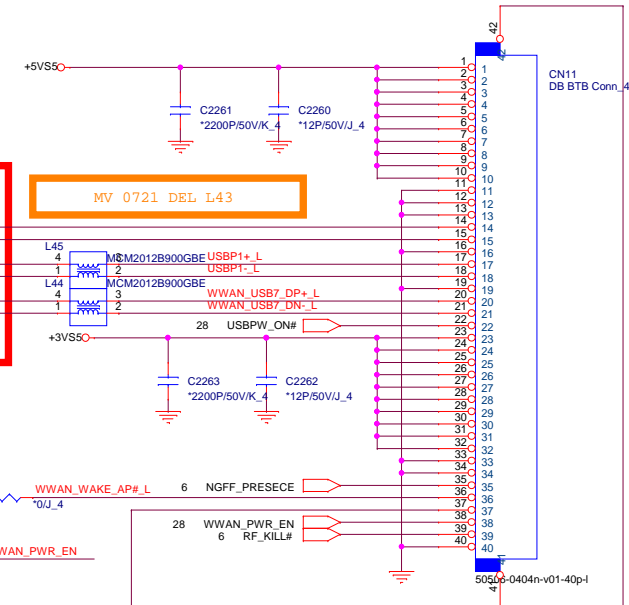 42
42
+5VS5
CN11
DB BTB Conn_4
C2261
*2200P/50V/K_4
C2260
*12P/50V/J_4
MV 0721 DEL L43
L45
MCM2012B900GBE
4
3
USBP1+_L
1
2
USBP1-_L
L44
MCM2012B900GBE
4
3
WWAN_USB7_DP+_L
1
2
WWAN_USB7_DN-_L
28 USBPW_ON#
+3VS5
C2263
*2200P/50V/K_4
C2262
*12P/50V/J_4
WWAN_WAKE_AP#_L
*0/J_4
6 NGFF_PRESECE
28 WWAN_PWR_EN
6 RF_KILL#
WAN_PWR_EN
1 1
2 2
3 3
4 4
5 5
6 6
7 7
8 8
9 9
10 10
11 11
12 12
13 13
14 14
15 15
16 16
17 17
18 18
19 19
20 20
21 21
22 22
23 23
24 24
25 25
26 26
27 27
28 28
29 29
30 30
31 31
32 32
33 33
34 34
35 35
36 36
37 37
38 38
39 39
40 40
41
41
50506-0404n-v01-40p-l